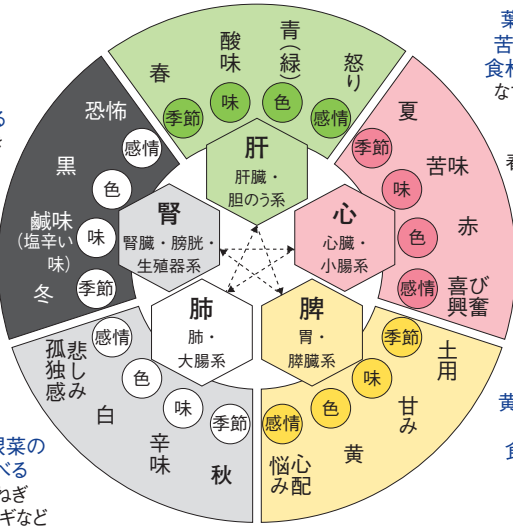 春
酸味
青(緑)
怒り
季節
味
色
感情
肝
肝臓・
胆のう系
夏
苦味
赤
喜び
興奮
季節
味
色
感情
心
心臓・
小腸系
土用
甘み
黄
心配
悩み
季節
味
色
感情
脾
胃・
膵臓系
秋
辛味
白
悲しみ
孤独感
季節
味
色
感情
肺
肺・
大腸系
恐怖
黒
鹹味
(塩辛い
味)
冬
感情
色
味
季節
腎
腎臓・膀胱・
生殖器系
苦
食
な
る
黄
食
根菜の
べる
ねぎ
ギなど